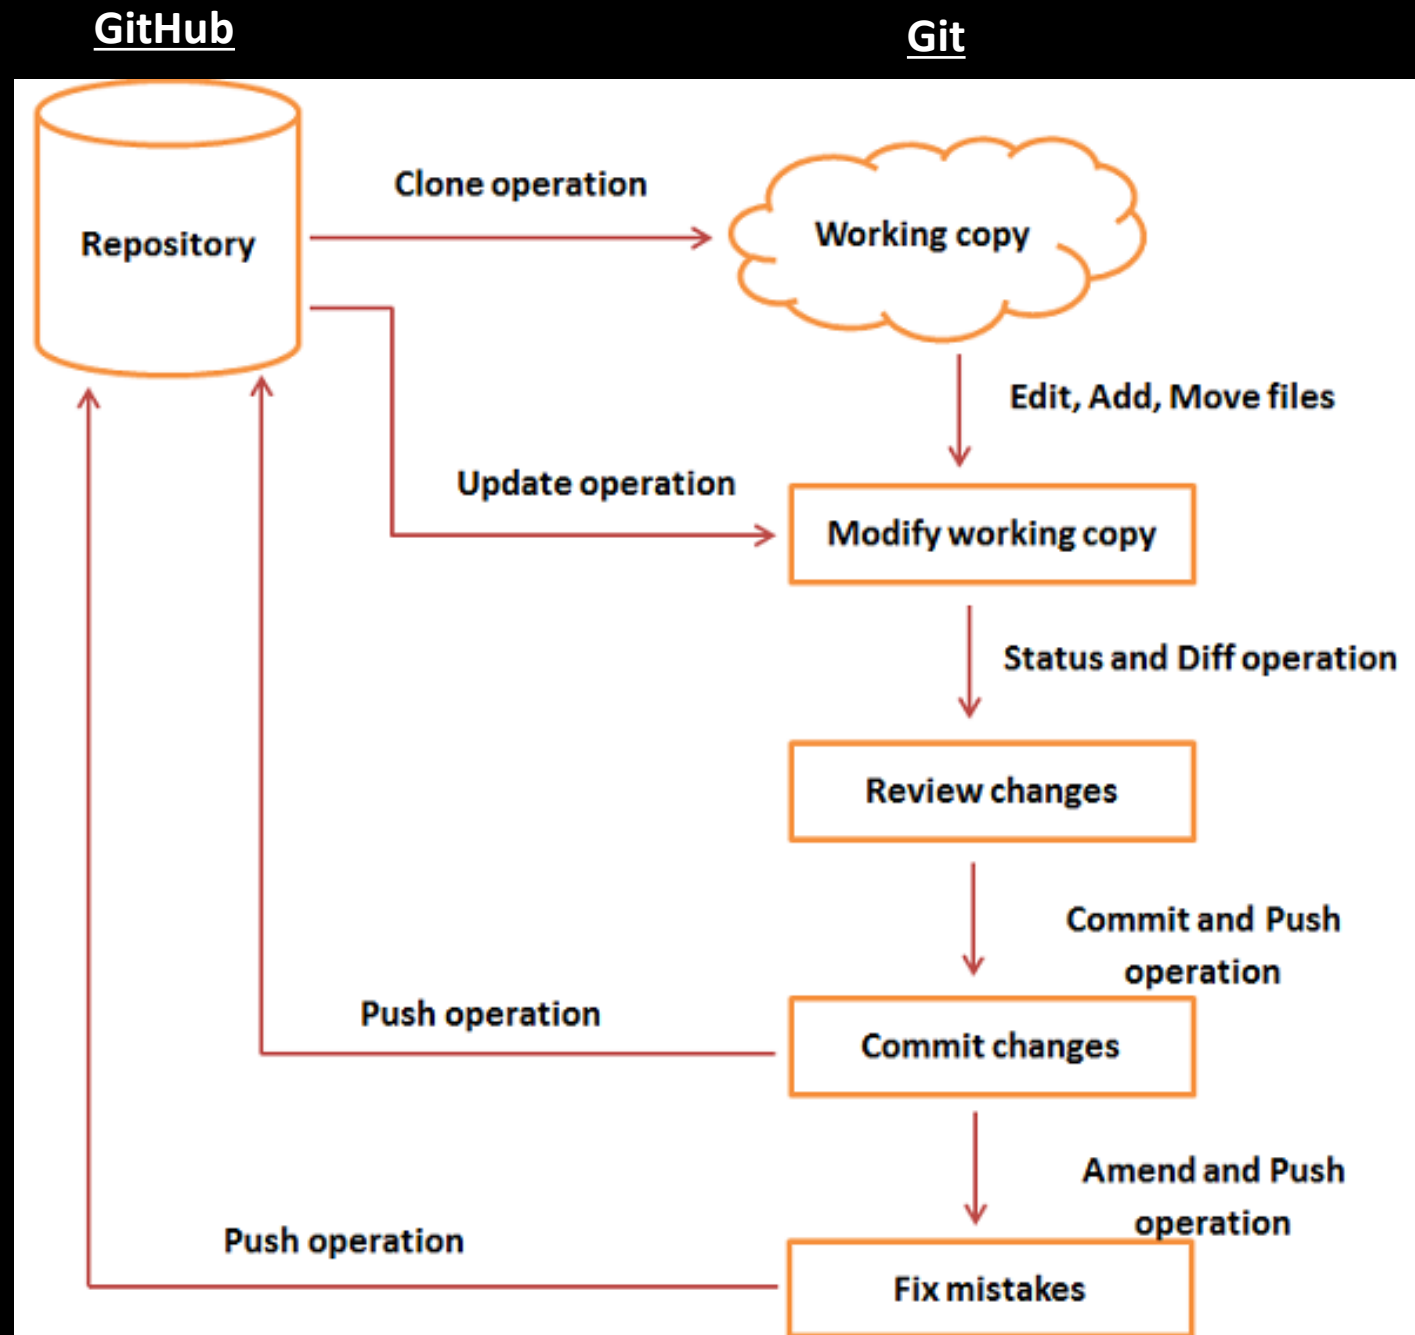 GitHub
Git
Clone operation
Repository
Working copy
Edit, Add, Move files
Update operation
Modify working copy
Status and Diff operation
Review changes
Commit and Push
operation
Push operation
Commit changes
Amend and Push
operation
Push operation
Fix mistakes